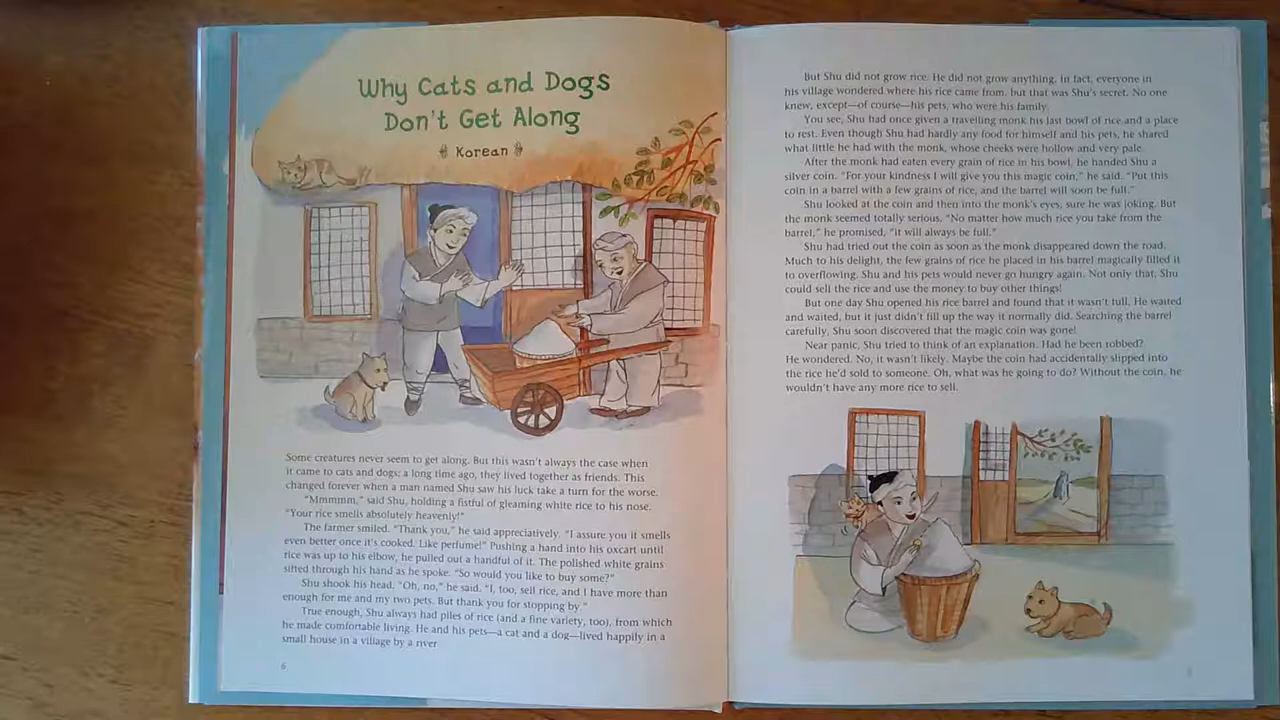 Why Cats and Dogs
Don't Get Along
Korean
Some creatures never seem to get along. But this wasn't always the case when
it came to cats and dogs; a long time ago, they lived together as friends. This
changed forever when a man named Shu saw his luck take a turn for the worse.
"Mmmmm," said Shu, holding a fistful of gleaming white rice to his nose.
"Your rice smells absolutely heavenly!"
The farmer smiled. "Thank you," he said appreciatively. "I assure you it smells
even better once it's cooked. Like perfume!" Pushing a hand into his oxcart until
rice was up to his elbow, he pulled out a handful of it. The polished white grains
sifted through his hand as he spoke. "So would you like to buy some?"
Shu shook his head. "Oh, no," he said. "I, too, sell rice, and I have more than
enough for me and my two pets. But thank you for stopping by."
True enough, Shu always had piles of rice (and a fine variety, too), from which
he made comfortable living. He and his pets—a cat and a dog—lived happily in a
small house in a village by a river
6
But Shu did not grow rice. He did not grow anything. In fact, everyone in
his village wondered where his rice came from, but that was Shu's secret. No one
knew, except—of course—his pets, who were his family.
You see, Shu had once given a travelling monk his last bowl of rice and a place
to rest. Even though Shu had hardly any food for himself and his pets, he shared
what little he had with the monk, whose cheeks were hollow and very pale.
After the monk had eaten every grain of rice in his bowl, he handed Shu a
silver coin. "For your kindness I will give you this magic coin," he said. "Put this
coin in a barrel with a few grains of rice, and the barrel will soon be full."
Shu looked at the coin and then into the monk's eyes, sure he was joking. But
the monk seemed totally serious. "No matter how much rice you take from the
barrel," he promised, "it will always be full."
Shu had tried out the coin as soon as the monk disappeared down the road.
Much to his delight, the few grains of rice he placed in his barrel magically filled it
to overflowing. Shu and his pets would never go hungry again. Not only that, Shu
could sell the rice and use the money to buy other things!
But one day Shu opened his rice barrel and found that it wasn't full. He waited
and waited, but it just didn't fill up the way it normally did. Searching the barrel
carefully, Shu soon discovered that the magic coin was gone!
Near panic, Shu tried to think of an explanation. Had he been robbed?
He wondered. No, it wasn't likely. Maybe the coin had accidentally slipped into
the rice he'd sold to someone. Oh, what was he going to do? Without the coin, he
wouldn't have any more rice to sell.